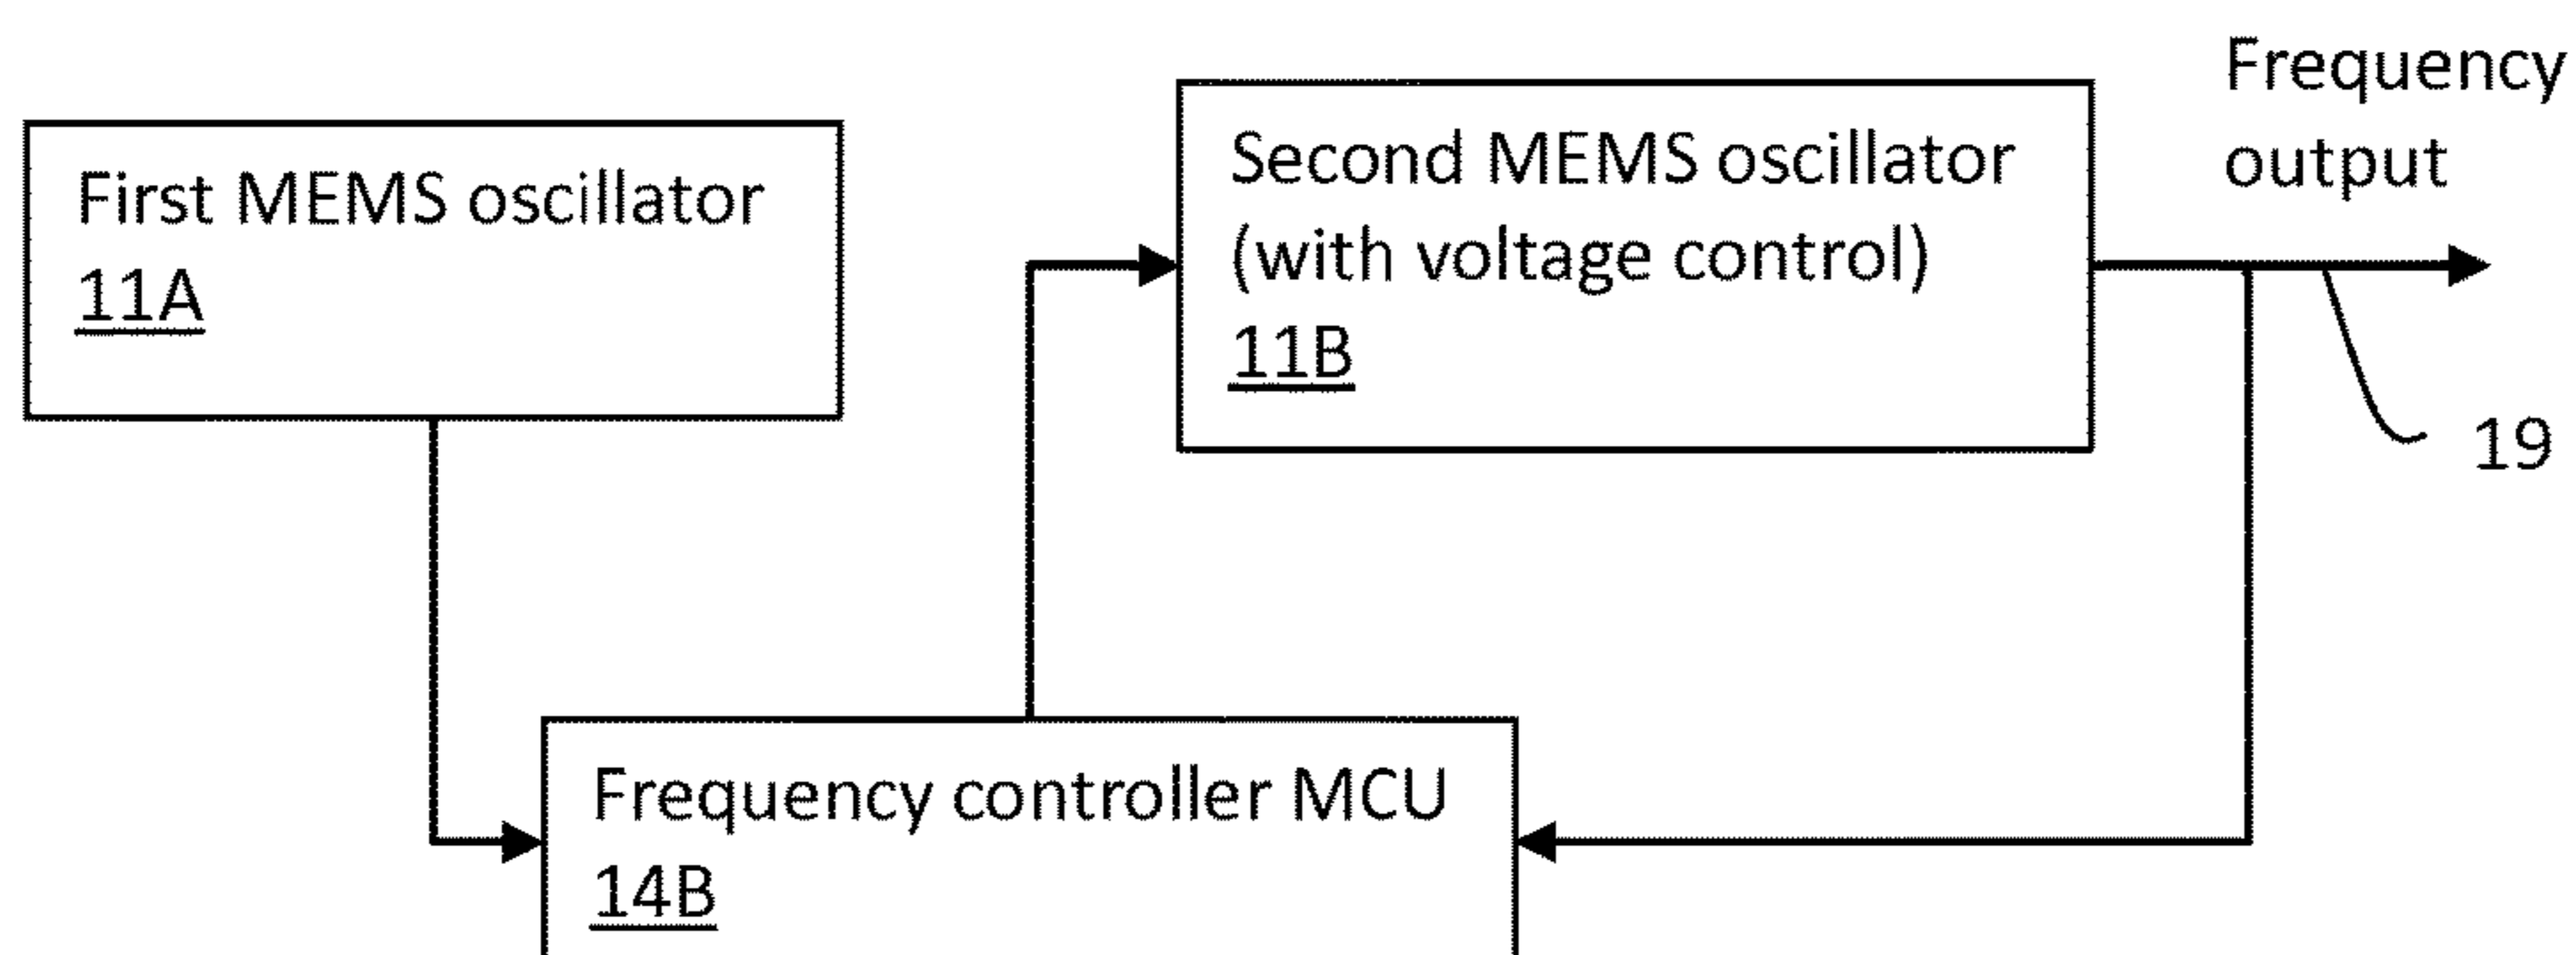 First MEMS oscillator
11A
Second MEMS oscillator
(with voltage control)
11B
Frequency
output
19
Frequency controller MCU
14B